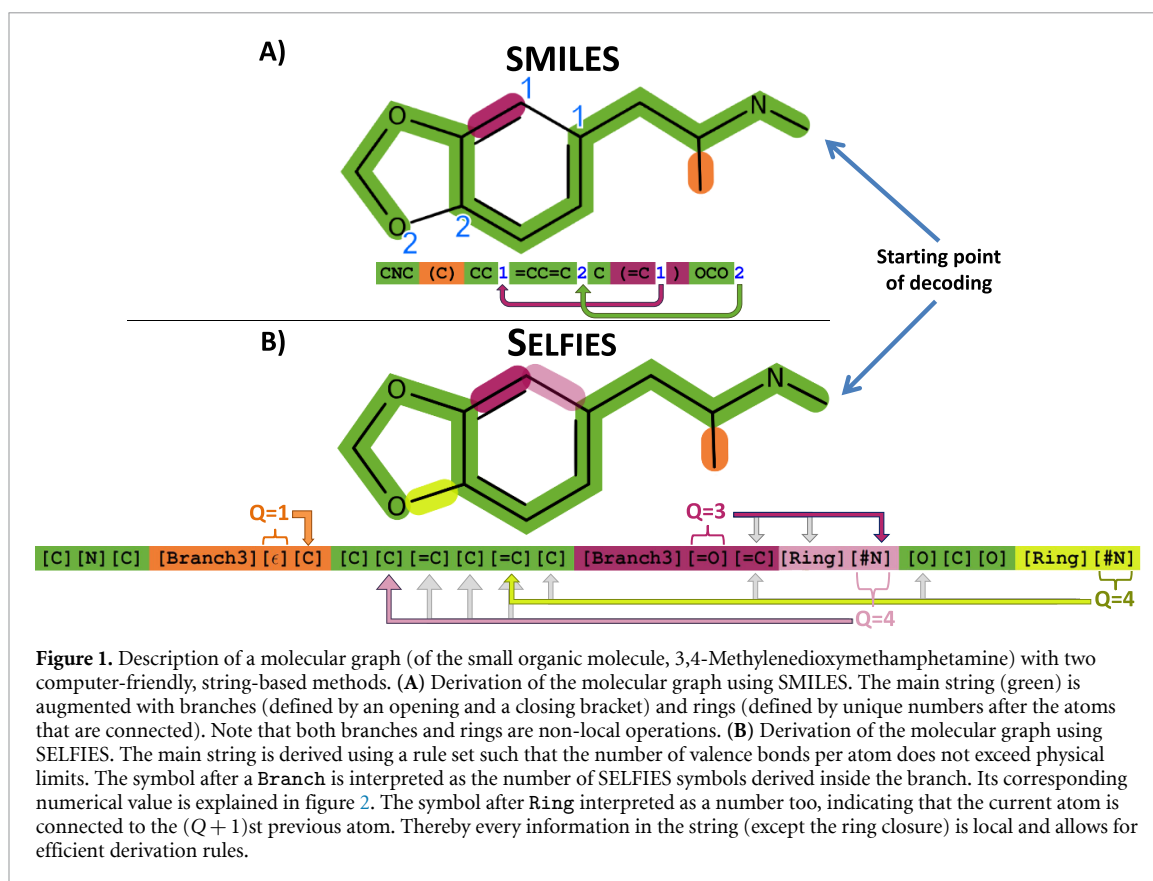 A)
SMILES
1
1
N
O
O
2
2
CNC (C) CC 1 =CC=C 2 C (=C 1 ) OCO 2
Starting point
of decoding
B)
SELFIES
N
O
O
Q=1
Q=3
[C][N][C] [Branch3][ϵ][C] [C][C][=C][C][=C][C] [Branch3][=O][=C] [Ring][#N] [O][C][O] [Ring][#N]
Q=4
Q=4
Figure 1. Description of a molecular graph (of the small organic molecule, 3,4-Methylenedioxymethamphetamine) with two
computer-friendly, string-based methods. (A) Derivation of the molecular graph using SMILES. The main string (green) is
augmented with branches (defined by an opening and a closing bracket) and rings (defined by unique numbers after the atoms
that are connected). Note that both branches and rings are non-local operations. (B) Derivation of the molecular graph using
SELFIES. The main string is derived using a rule set such that the number of valence bonds per atom does not exceed physical
limits. The symbol after a Branch is interpreted as the number of SELFIES symbols derived inside the branch. Its corresponding
numerical value is explained in figure 2. The symbol after Ring interpreted as a number too, indicating that the current atom is
connected to the (Q + 1)st previous atom. Thereby every information in the string (except the ring closure) is local and allows for
efficient derivation rules.